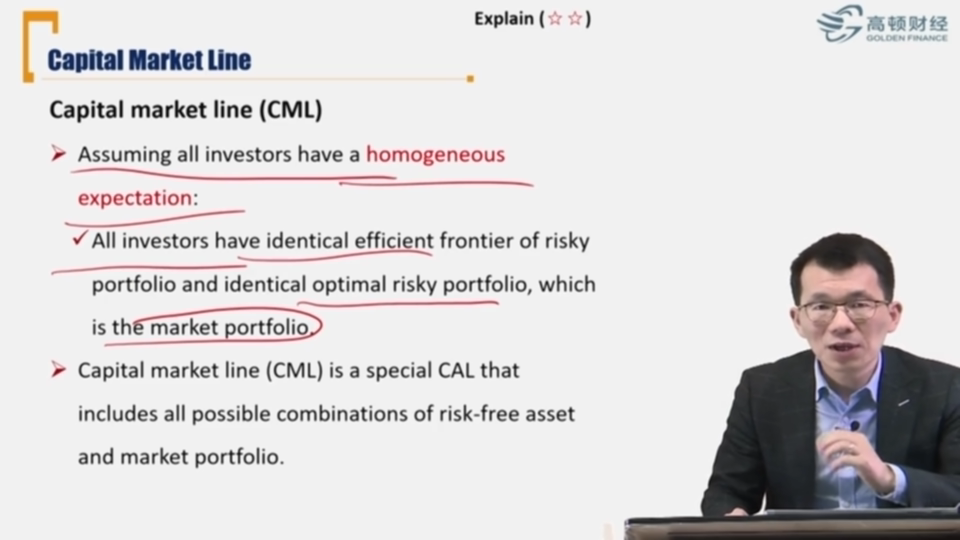 Explain (☆☆)
高顿财经
GOLDEN FINANCE
Capital Market Line
Capital market line (CML)
➢ Assuming all investors have a homogeneous
expectation:
✓All investors have identical efficient frontier of risky
portfolio and identical optimal risky portfolio, which
is the market portfolio.
➢ Capital market line (CML) is a special CAL that
includes all possible combinations of risk-free asset
and market portfolio.